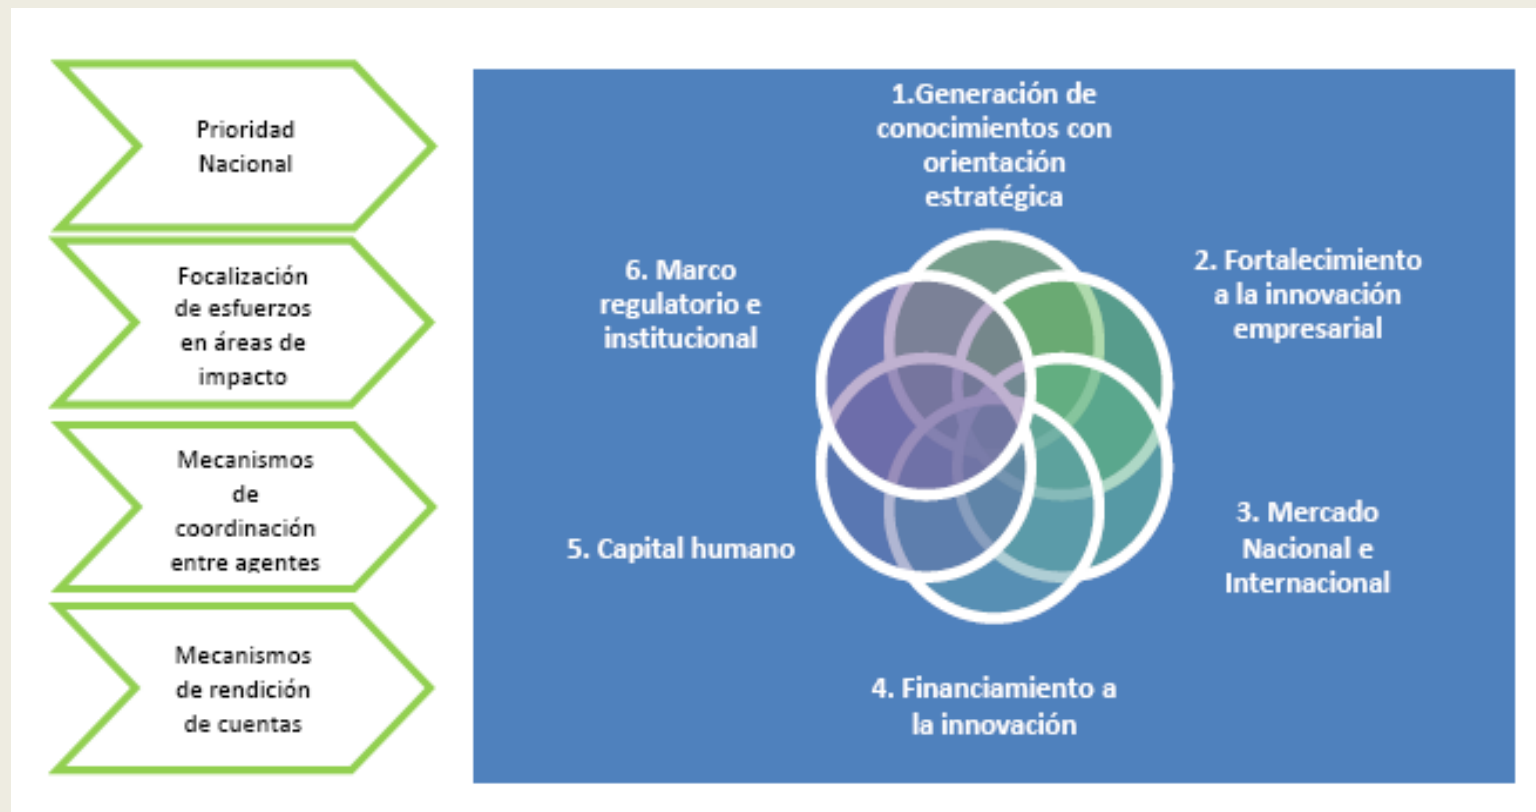 Prioridad
Nacional
Focalización
de esfuerzos
en áreas de
impacto
Mecanismos
de
coordinación
entre agentes
Mecanismos
de rendición
de cuentas
1.Generación de
conocimientos con
orientación
estratégica
2. Fortalecimiento
a la innovación
empresarial
3. Mercado
Nacional e
Internacional
4. Financiamiento a
la innovación
5. Capital humano
6. Marco
regulatorio e
institucional